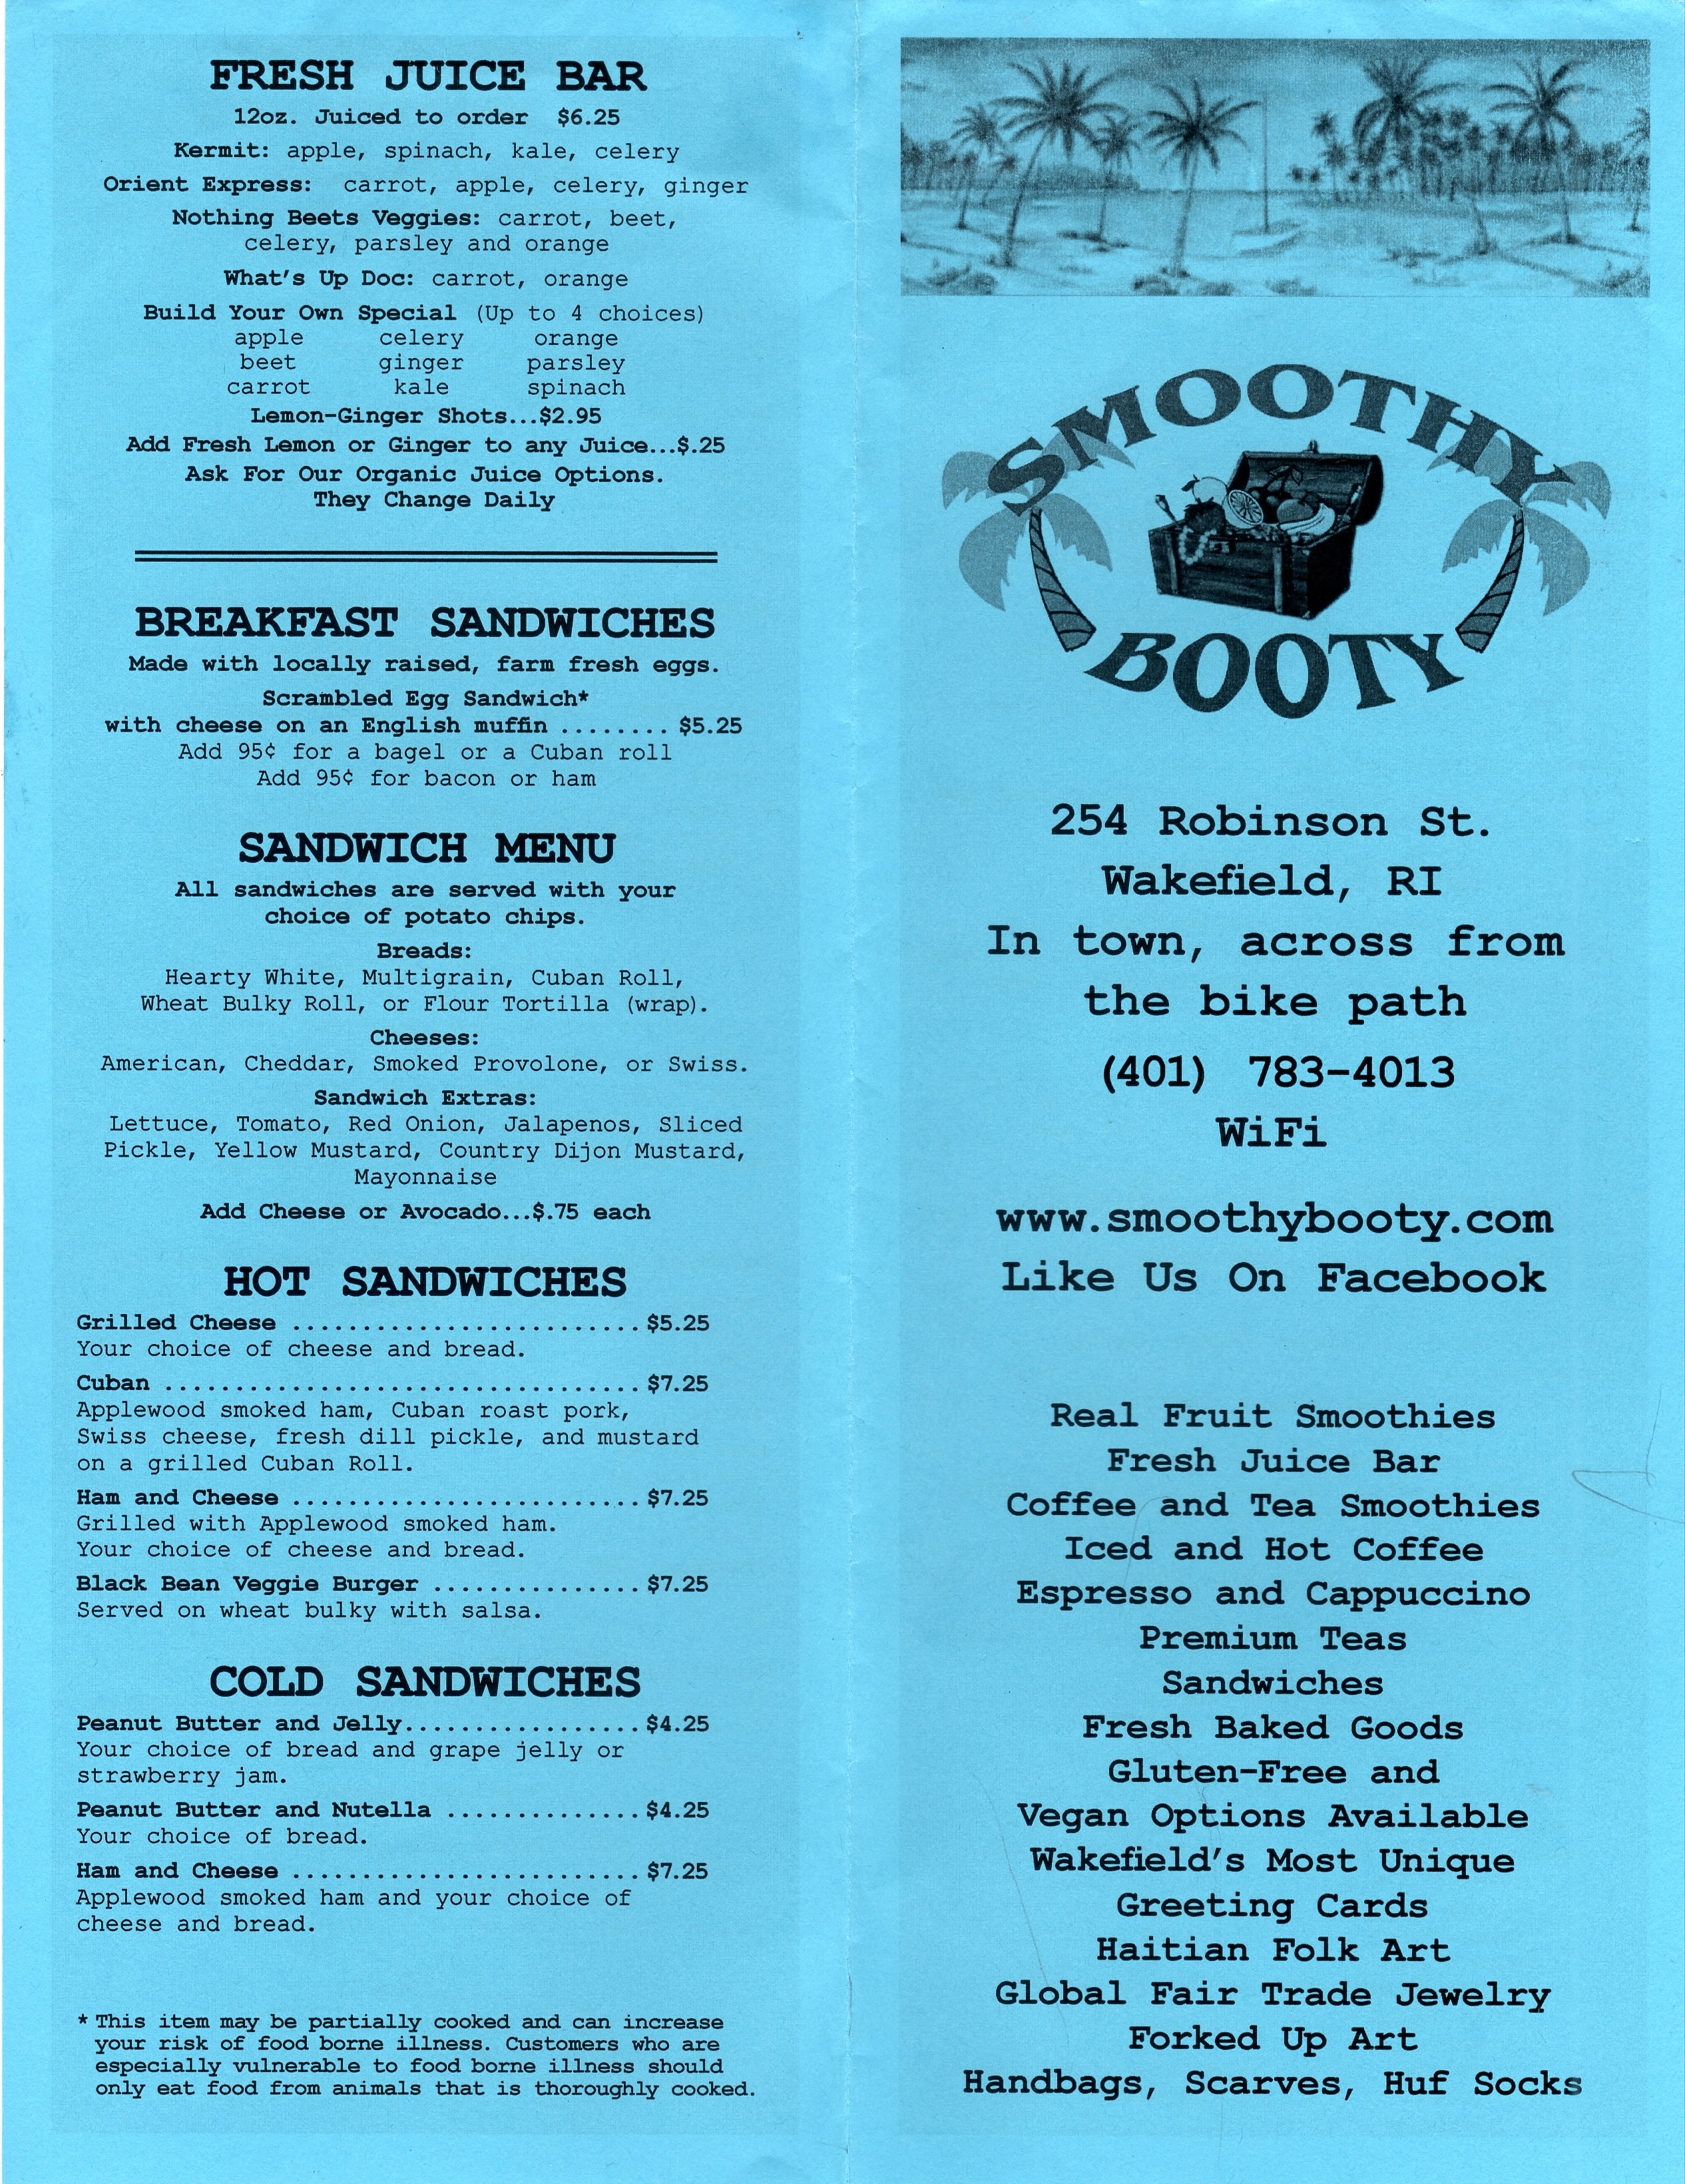 FRESH JUICE BAR
12oz. Juiced to order $6.25
Kermit: apple, spinach, kale, celery
Orient Express: carrot, apple, celery, ginger
Nothing Beets Veggies: carrot, beet,
celery, parsley and orange
What's Up Doc: carrot, orange
Build Your Own Special (Up to 4 choices)
apple celery orange
beet ginger parsley
carrot kale spinach
Lemon-Ginger Shots...$2.95
Add Fresh Lemon or Ginger to any Juice...$.25
Ask For Our Organic Juice Options.
They Change Daily
BREAKFAST SANDWICHES
Made with locally raised, farm fresh eggs.
Scrambled Egg Sandwich*
with cheese on an English muffin ........ $5.25
Add 95¢ for a bagel or a Cuban roll
Add 95¢ for bacon or ham
SANDWICH MENU
All sandwiches are served with your
choice of potato chips.
Breads:
Hearty White, Multigrain, Cuban Roll,
Wheat Bulky Roll, or Flour Tortilla (wrap).
Cheeses:
American, Cheddar, Smoked Provolone, or Swiss.
Sandwich Extras:
Lettuce, Tomato, Red Onion, Jalapenos, Sliced
Pickle, Yellow Mustard, Country Dijon Mustard,
Mayonnaise
Add Cheese or Avocado...$.75 each
HOT SANDWICHES
Grilled Cheese ......................... $5.25
Your choice of cheese and bread.
Cuban .................................. $7.25
Applewood smoked ham, Cuban roast pork,
Swiss cheese, fresh dill pickle, and mustard
on a grilled Cuban Roll.
Ham and Cheese ......................... $7.25
Grilled with Applewood smoked ham.
Your choice of cheese and bread.
Black Bean Veggie Burger ............... $7.25
Served on wheat bulky with salsa.
COLD SANDWICHES
Peanut Butter and Jelly................. $4.25
Your choice of bread and grape jelly or
strawberry jam.
Peanut Butter and Nutella .............. $4.25
Your choice of bread.
Ham and Cheese ......................... $7.25
Applewood smoked ham and your choice of
cheese and bread.
* This item may be partially cooked and can increase
your risk of food borne illness. Customers who are
especially vulnerable to food borne illness should
only eat food from animals that is thoroughly cooked.
SMOOTHY
BOOTY
254 Robinson St.
Wakefield, RI
In town, across from
the bike path
(401) 783-4013
WiFi
www.smoothybooty.com
Like Us On Facebook
Real Fruit Smoothies
Fresh Juice Bar
Coffee and Tea Smoothies
Iced and Hot Coffee
Espresso and Cappuccino
Premium Teas
Sandwiches
Fresh Baked Goods
Gluten-Free and
Vegan Options Available
Wakefield's Most Unique
Greeting Cards
Haitian Folk Art
Global Fair Trade Jewelry
Forked Up Art
Handbags, Scarves, Huf Socks